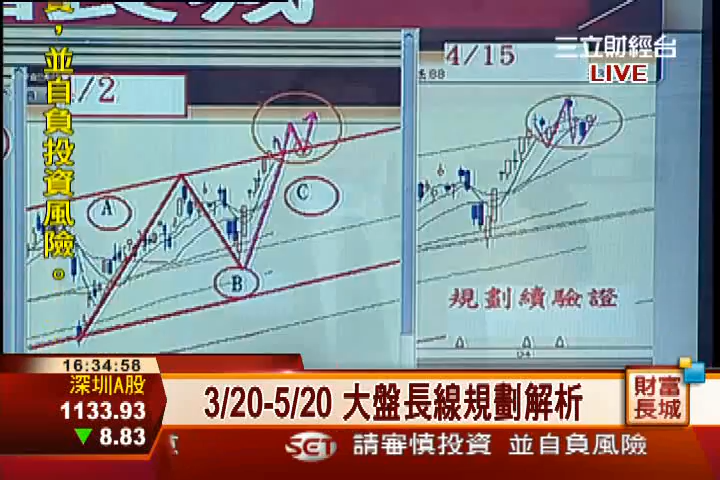 長城
，並自負投資風險。
/2
4/15
三立財經台
LIVE
88
A
B
C
規劃續驗證
16:34:58
深圳A股
1133.93
▼ 8.83
3/20-5/20 大盤長線規劃解析
財富
長城
SET 請審慎投資 並自負風險